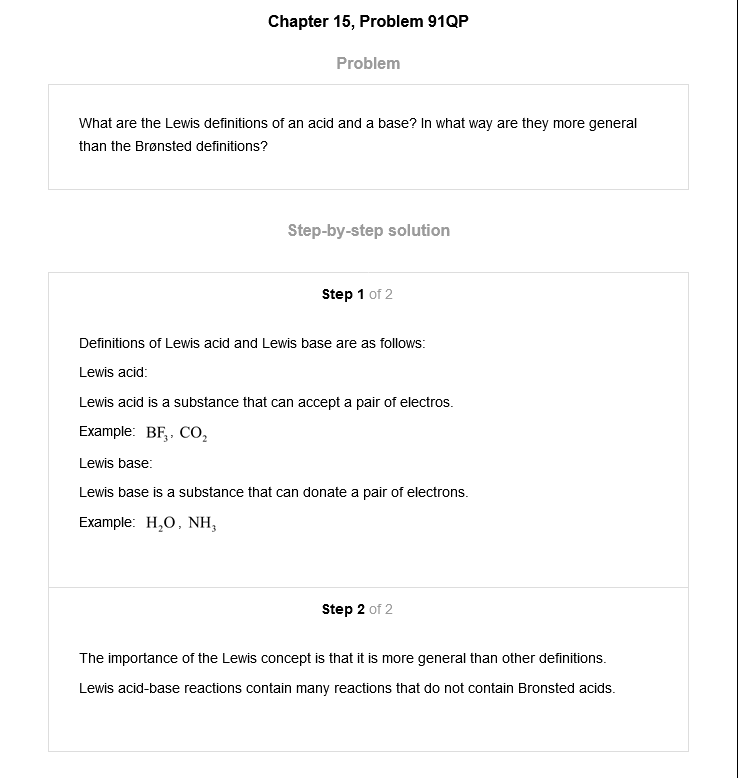 Chapter 15, Problem 91QP
Problem
What are the Lewis definitions of an acid and a base? In what way are they more general
than the Brønsted definitions?
Step-by-step solution
Step 1 of 2
Definitions of Lewis acid and Lewis base are as follows:
Lewis acid:
Lewis acid is a substance that can accept a pair of electros.
Example: BF₃, CO₂
Lewis base:
Lewis base is a substance that can donate a pair of electrons.
Example: H₂O, NH₃
Step 2 of 2
The importance of the Lewis concept is that it is more general than other definitions.
Lewis acid-base reactions contain many reactions that do not contain Bronsted acids.